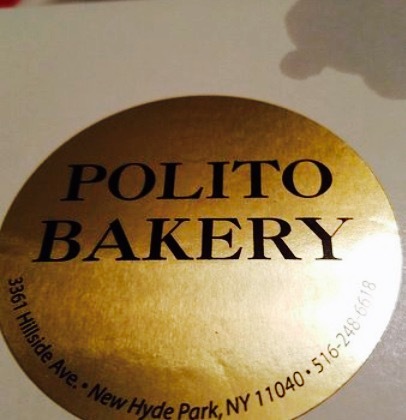 POLITO
BAKERY
3361 Hillside Ave. • New Hyde Park, NY 11040 • 516-248-6618